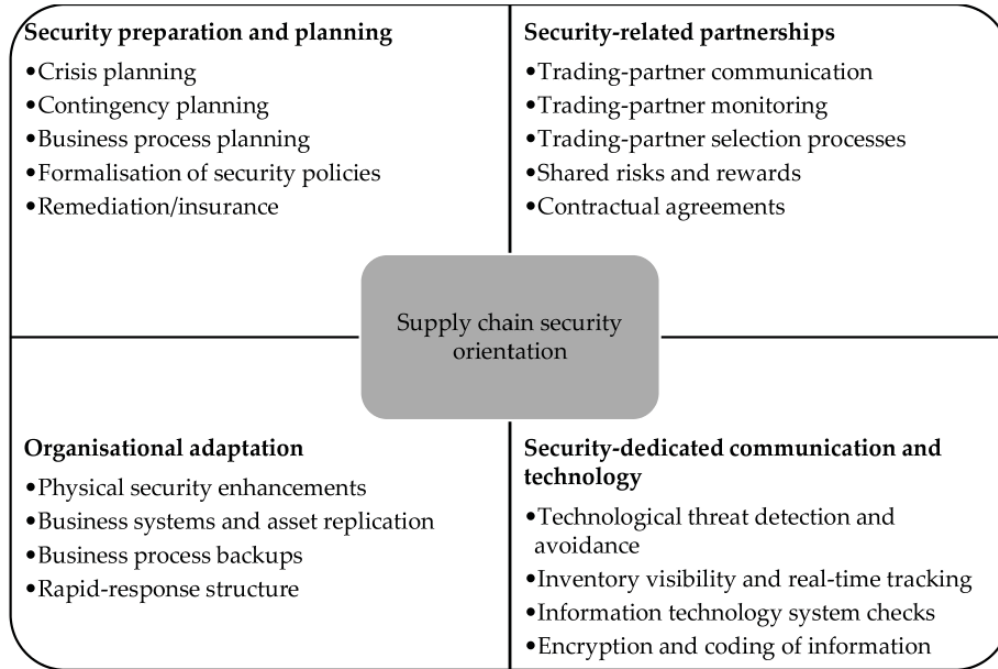 Security preparation and planning
•Crisis planning
•Contingency planning
•Business process planning
•Formalisation of security policies
•Remediation/insurance
Security-related partnerships
•Trading-partner communication
•Trading-partner monitoring
•Trading-partner selection processes
•Shared risks and rewards
•Contractual agreements
Supply chain security
orientation
Organisational adaptation
•Physical security enhancements
•Business systems and asset replication
•Business process backups
•Rapid-response structure
Security-dedicated communication and
technology
•Technological threat detection and
avoidance
•Inventory visibility and real-time tracking
•Information technology system checks
•Encryption and coding of information